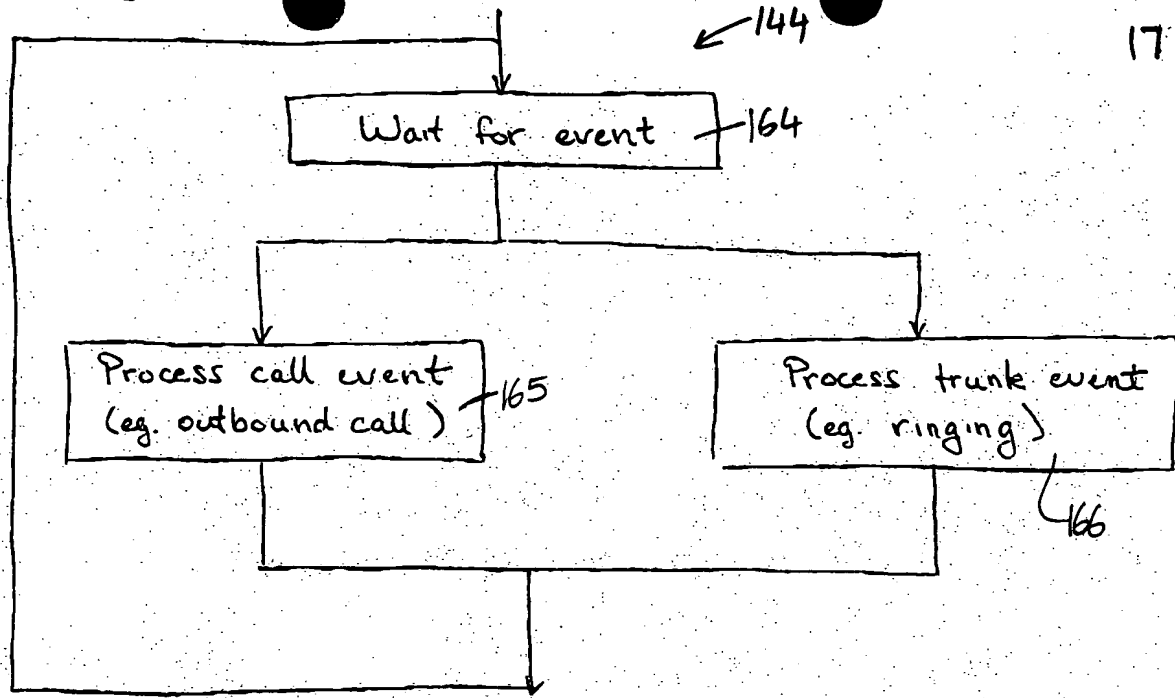 144
17
Wait for event
164
Process call event
(eg. outbound call)
165
Process trunk event
(eg. ringing)
166